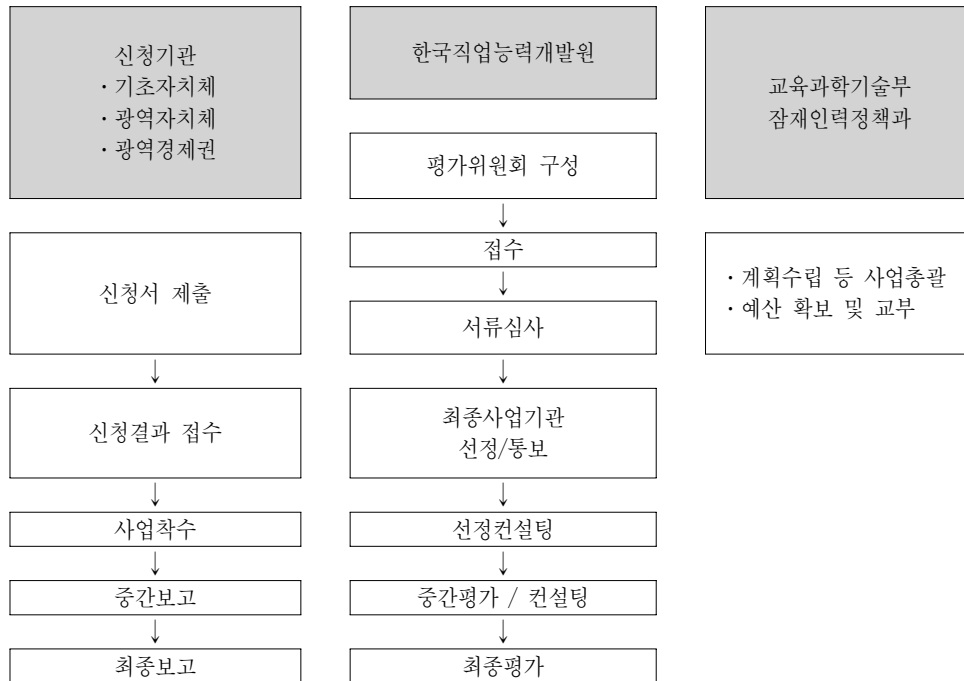 신청기관
· 기초자치체
· 광역자치체
· 광역경제권
한국직업능력개발원
교육과학기술부
잠재인력정책과
평가위원회 구성
접수
신청서 제출
서류심사
· 계획수립 등 사업총괄
· 예산 확보 및 교부
신청결과 접수
최종사업기관
선정/통보
사업착수
선정컨설팅
중간보고
중간평가 / 컨설팅
최종보고
최종평가